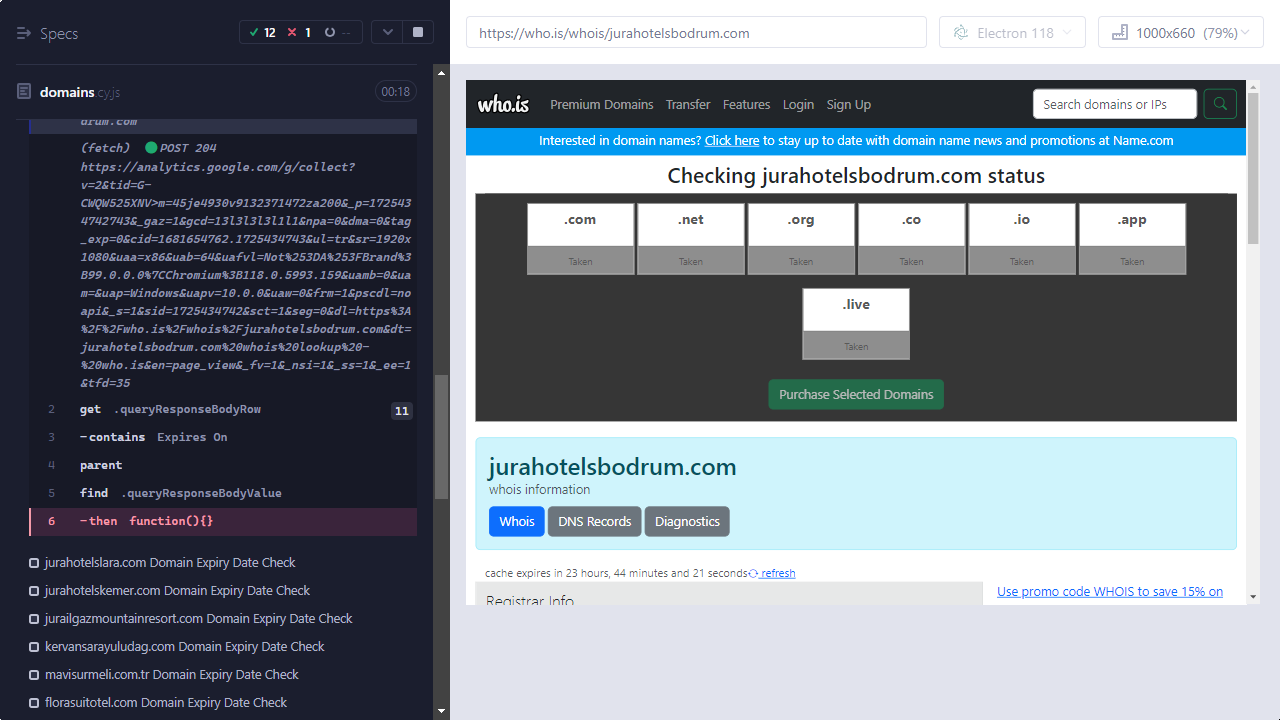 Specs
12
1
--
domains.cy.js
00:18
drum.com
(fetch) POST 204
https://analytics.google.com/g/collect?
v=2&tid=G-
CWQW525XNV>m=45je4930v9132371472za200&_p=172543
4742743&_gaz=1&gcd=13l3l3l3l1l1&npa=0&dma=0&tag
_exp=0&cid=1681654762.1725434743&ul=tr&sr=1920x
1080&uaa=x86&uab=64&uafvl=Not%253DA%253FBrand%3
B99.0.0.0%7CChromium%3B118.0.5993.159&uamb=0&ua
m=&uap=Windows&uapv=10.0.0&uaw=0&frm=1&pscdl=no
api&_s=1&sid=1725434742&sct=1&seg=0&dl=https%3A
%2F%2Fwho.is%2Fwhois%2Fjurahotelsbodrum.com&dt=
jurahotelsbodrum.com%20whois%20lookup%20-
%20who.is&en=page_view&_fv=1&_nsi=1&_ss=1&_ee=1
&tfd=35
2 get .queryResponseBodyRow 11
3 -contains Expires On
4 parent
5 find .queryResponseBodyValue
6 -then function(){}
jurahotelslara.com Domain Expiry Date Check
jurahotelskemer.com Domain Expiry Date Check
jurailgazmountainresort.com Domain Expiry Date Check
kervansarayuludag.com Domain Expiry Date Check
mavisurmeli.com.tr Domain Expiry Date Check
florasuitotel.com Domain Expiry Date Check
https://who.is/whois/jurahotelsbodrum.com
Electron 118
1000x660 (79%)
who.is
Premium Domains Transfer Features Login Sign Up
Search domains or IPs
Interested in domain names? Click here to stay up to date with domain name news and promotions at Name.com
Checking jurahotelsbodrum.com status
.com .net .org .co .io .app
Taken Taken Taken Taken Taken Taken
.live
Taken
Purchase Selected Domains
jurahotelsbodrum.com
whois information
Whois DNS Records Diagnostics
cache expires in 23 hours, 44 minutes and 21 seconds refresh
Registrar Info
Use promo code WHOIS to save 15% on